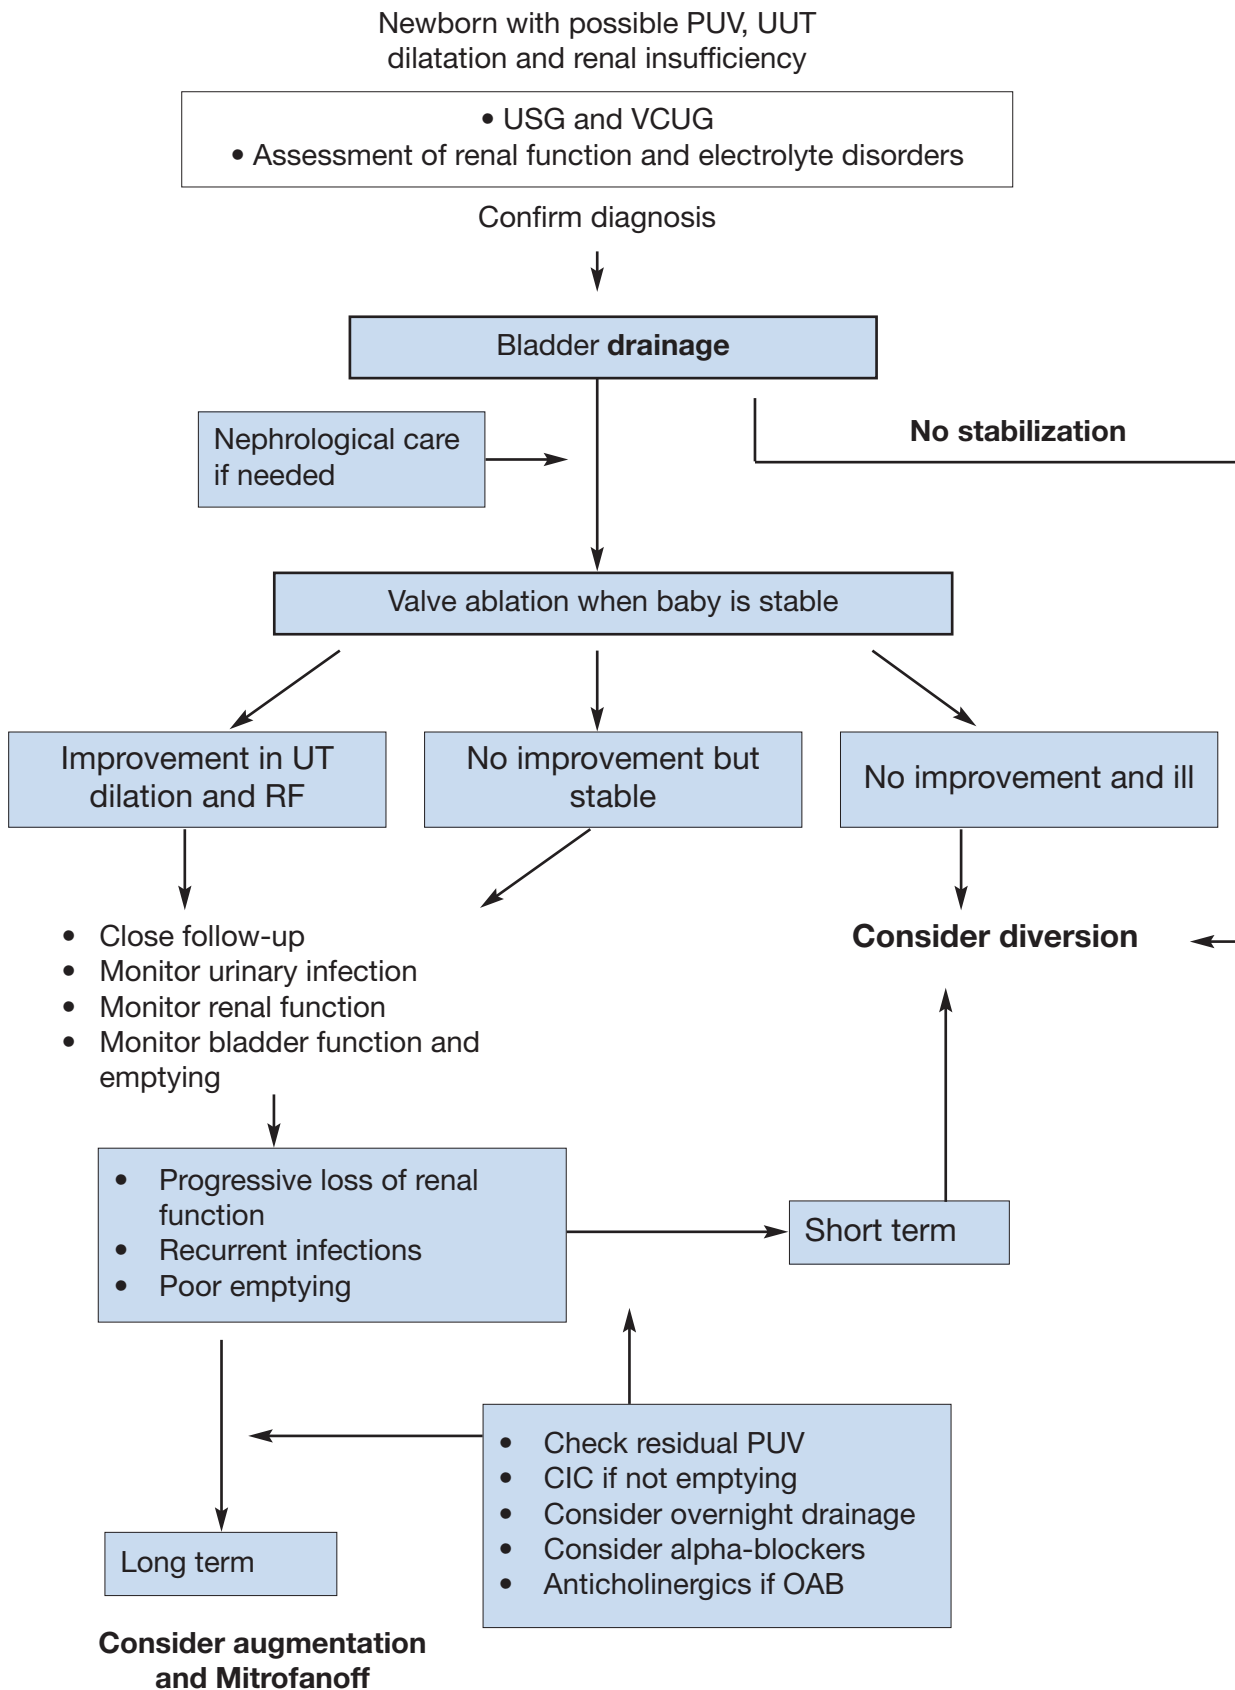 Newborn with possible PUV, UUT
dilatation and renal insufficiency
• USG and VCUG
• Assessment of renal function and electrolyte disorders
Confirm diagnosis
Bladder drainage
Nephrological care
if needed
No stabilization
Valve ablation when baby is stable
Improvement in UT
dilation and RF
No improvement but
stable
No improvement and ill
• Close follow-up
• Monitor urinary infection
• Monitor renal function
• Monitor bladder function and
emptying
Consider diversion
• Progressive loss of renal
function
• Recurrent infections
• Poor emptying
Short term
• Check residual PUV
• CIC if not emptying
• Consider overnight drainage
• Consider alpha-blockers
• Anticholinergics if OAB
Long term
Consider augmentation
and Mitrofanoff